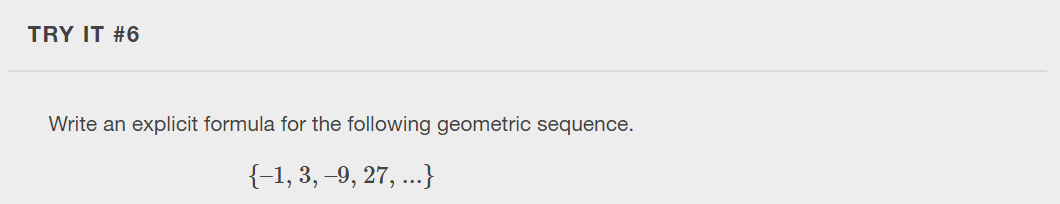 TRY IT #6
Write an explicit formula for the following geometric sequence.
{–1, 3, –9, 27, ...}